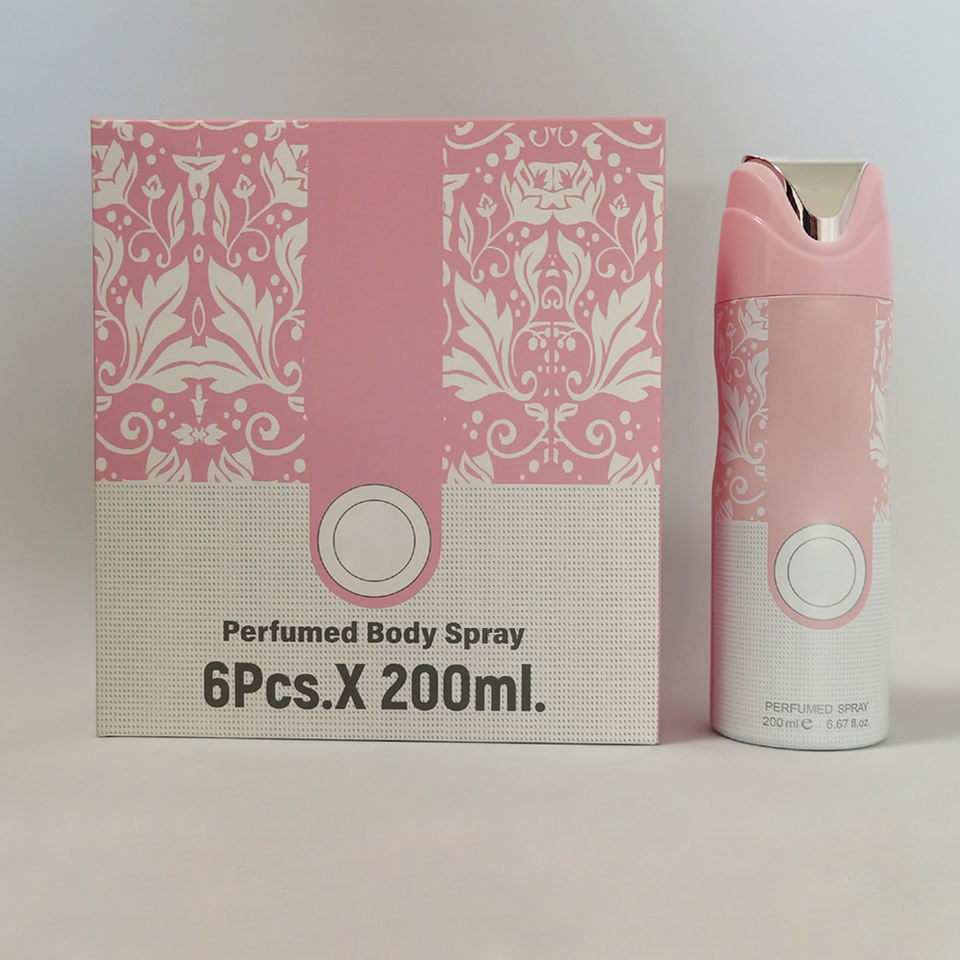 Perfumed Body Spray
6Pcs.X 200ml.
PERFUMED SPRAY
200 ml ℮ 6.67 fl.oz.